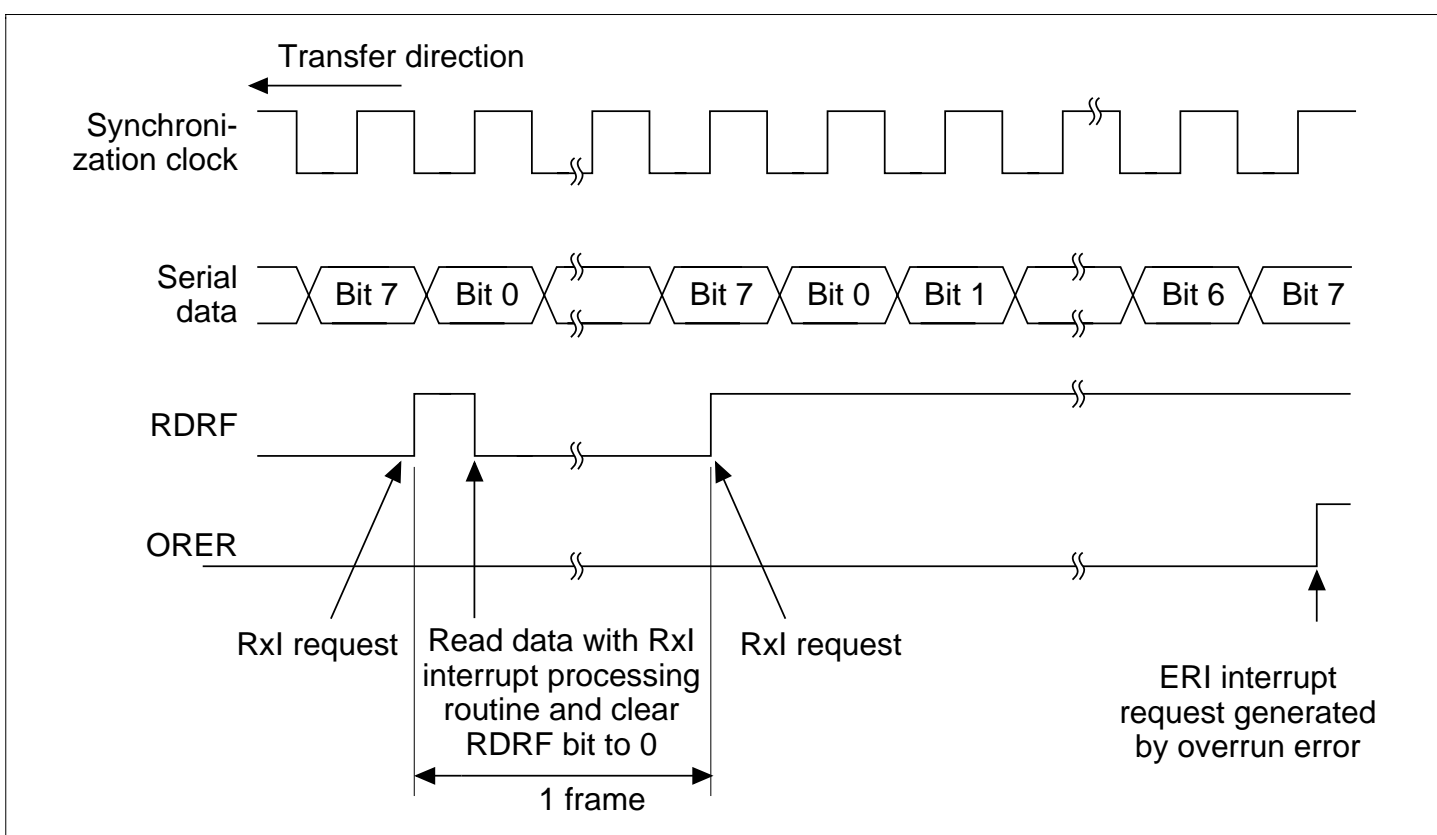 Transfer direction
Synchroni-
zation clock
Serial
data
Bit 7
Bit 0
Bit 7
Bit 0
Bit 1
Bit 6
Bit 7
RDRF
ORER
RxI request
Read data with RxI
interrupt processing
routine and clear
RDRF bit to 0
RxI request
ERI interrupt
request generated
by overrun error
1 frame